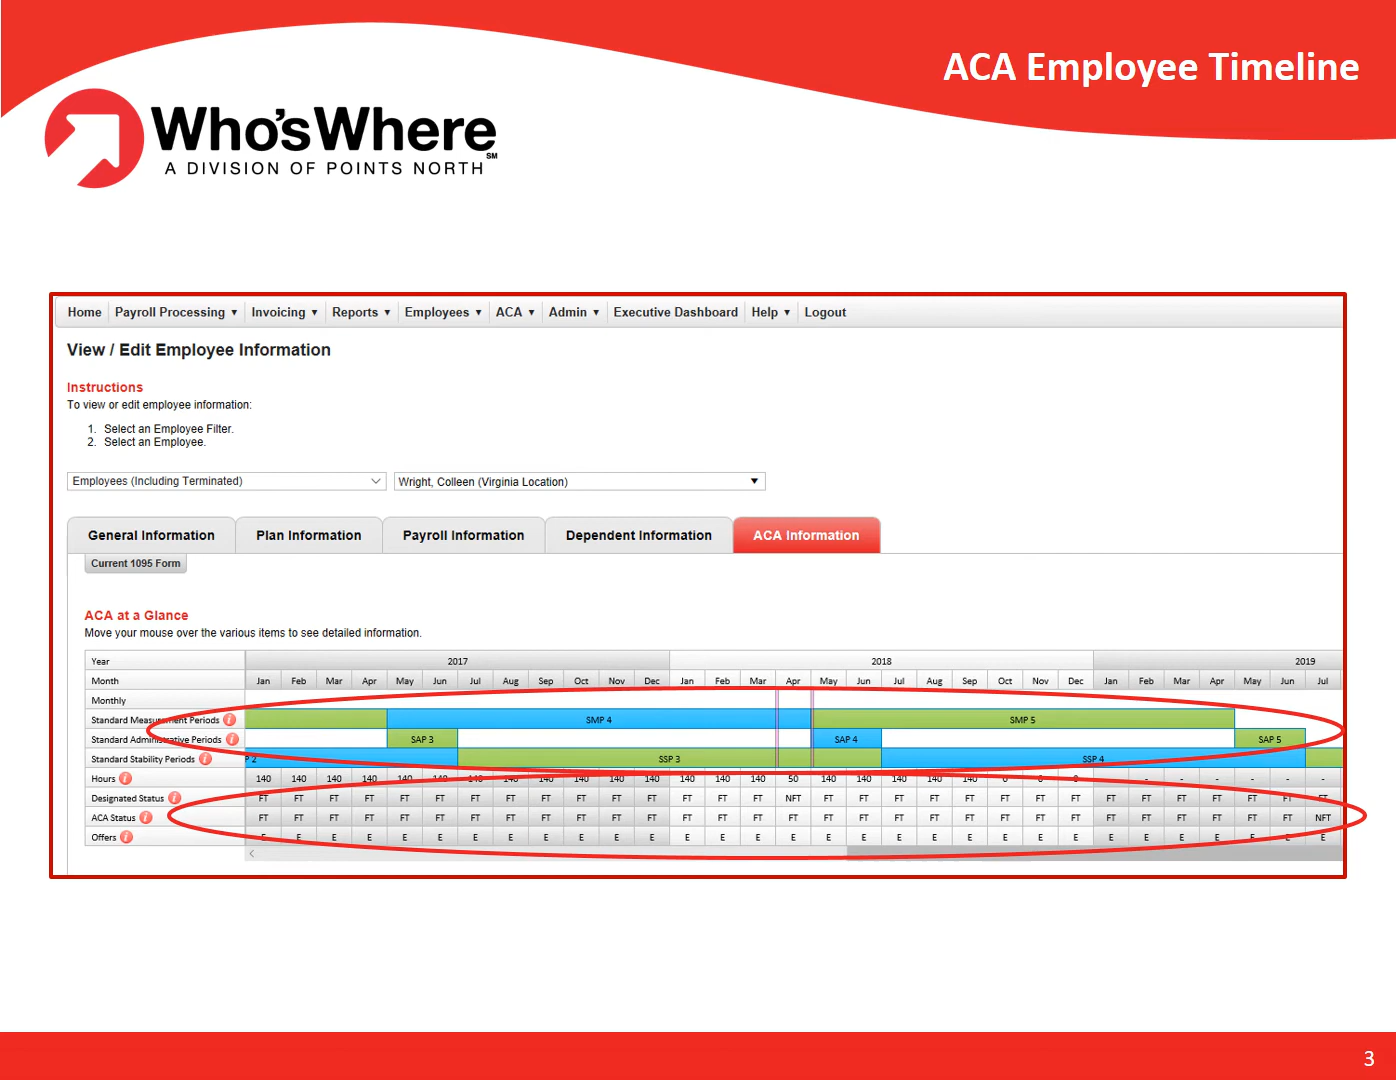 ACA Employee Timeline
Who'sWhere SM
A DIVISION OF POINTS NORTH
Home Payroll Processing ▼ Invoicing ▼ Reports ▼ Employees ▼ ACA ▼ Admin ▼ Executive Dashboard Help ▼ Logout
View / Edit Employee Information
Instructions
To view or edit employee information:
1. Select an Employee Filter.
2. Select an Employee.
Employees (Including Terminated) Wright, Colleen (Virginia Location) ▼
General Information Plan Information Payroll Information Dependent Information ACA Information
Current 1095 Form
ACA at a Glance
Move your mouse over the various items to see detailed information.
Year 2017 2018 2019
Month Jan Feb Mar Apr May Jun Jul Aug Sep Oct Nov Dec Jan Feb Mar Apr May Jun Jul Aug Sep Oct Nov Dec Jan Feb Mar Apr May Jun Jul
Monthly
Standard Measurement Periods i SMP 4 SMP 5
Standard Administrative Periods i SAP 3 SAP 4 SAP 5
Standard Stability Periods i P 2 SSP 3 SSP 4
Hours i 140 140 140 140 140 140 140 140 140 140 140 140 140 140 140 50 140 140 140 140 140 0 0 0 - - - - - -
Designated Status i FT FT FT FT FT FT FT FT FT FT FT FT FT FT FT NFT FT FT FT FT FT FT FT FT FT FT FT FT FT FT FT
ACA Status i FT FT FT FT FT FT FT FT FT FT FT FT FT FT FT FT FT FT FT FT FT FT FT FT FT FT FT FT FT FT NFT
Offers i E E E E E E E E E E E E E E E E E E E E E E E E E E E E E E E
3